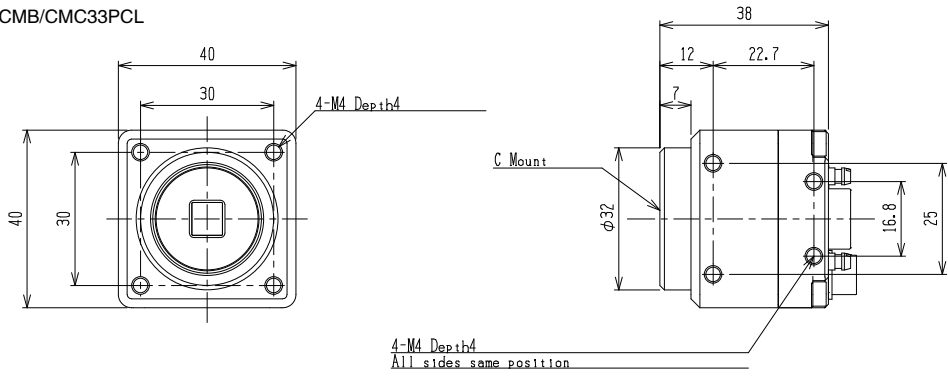 CMB/CMC33PCL
40
30
4-M4 Depth4
40
30
38
12
22.7
7
C Mount
φ32
16.8
25
4-M4 Depth4
All sides same position